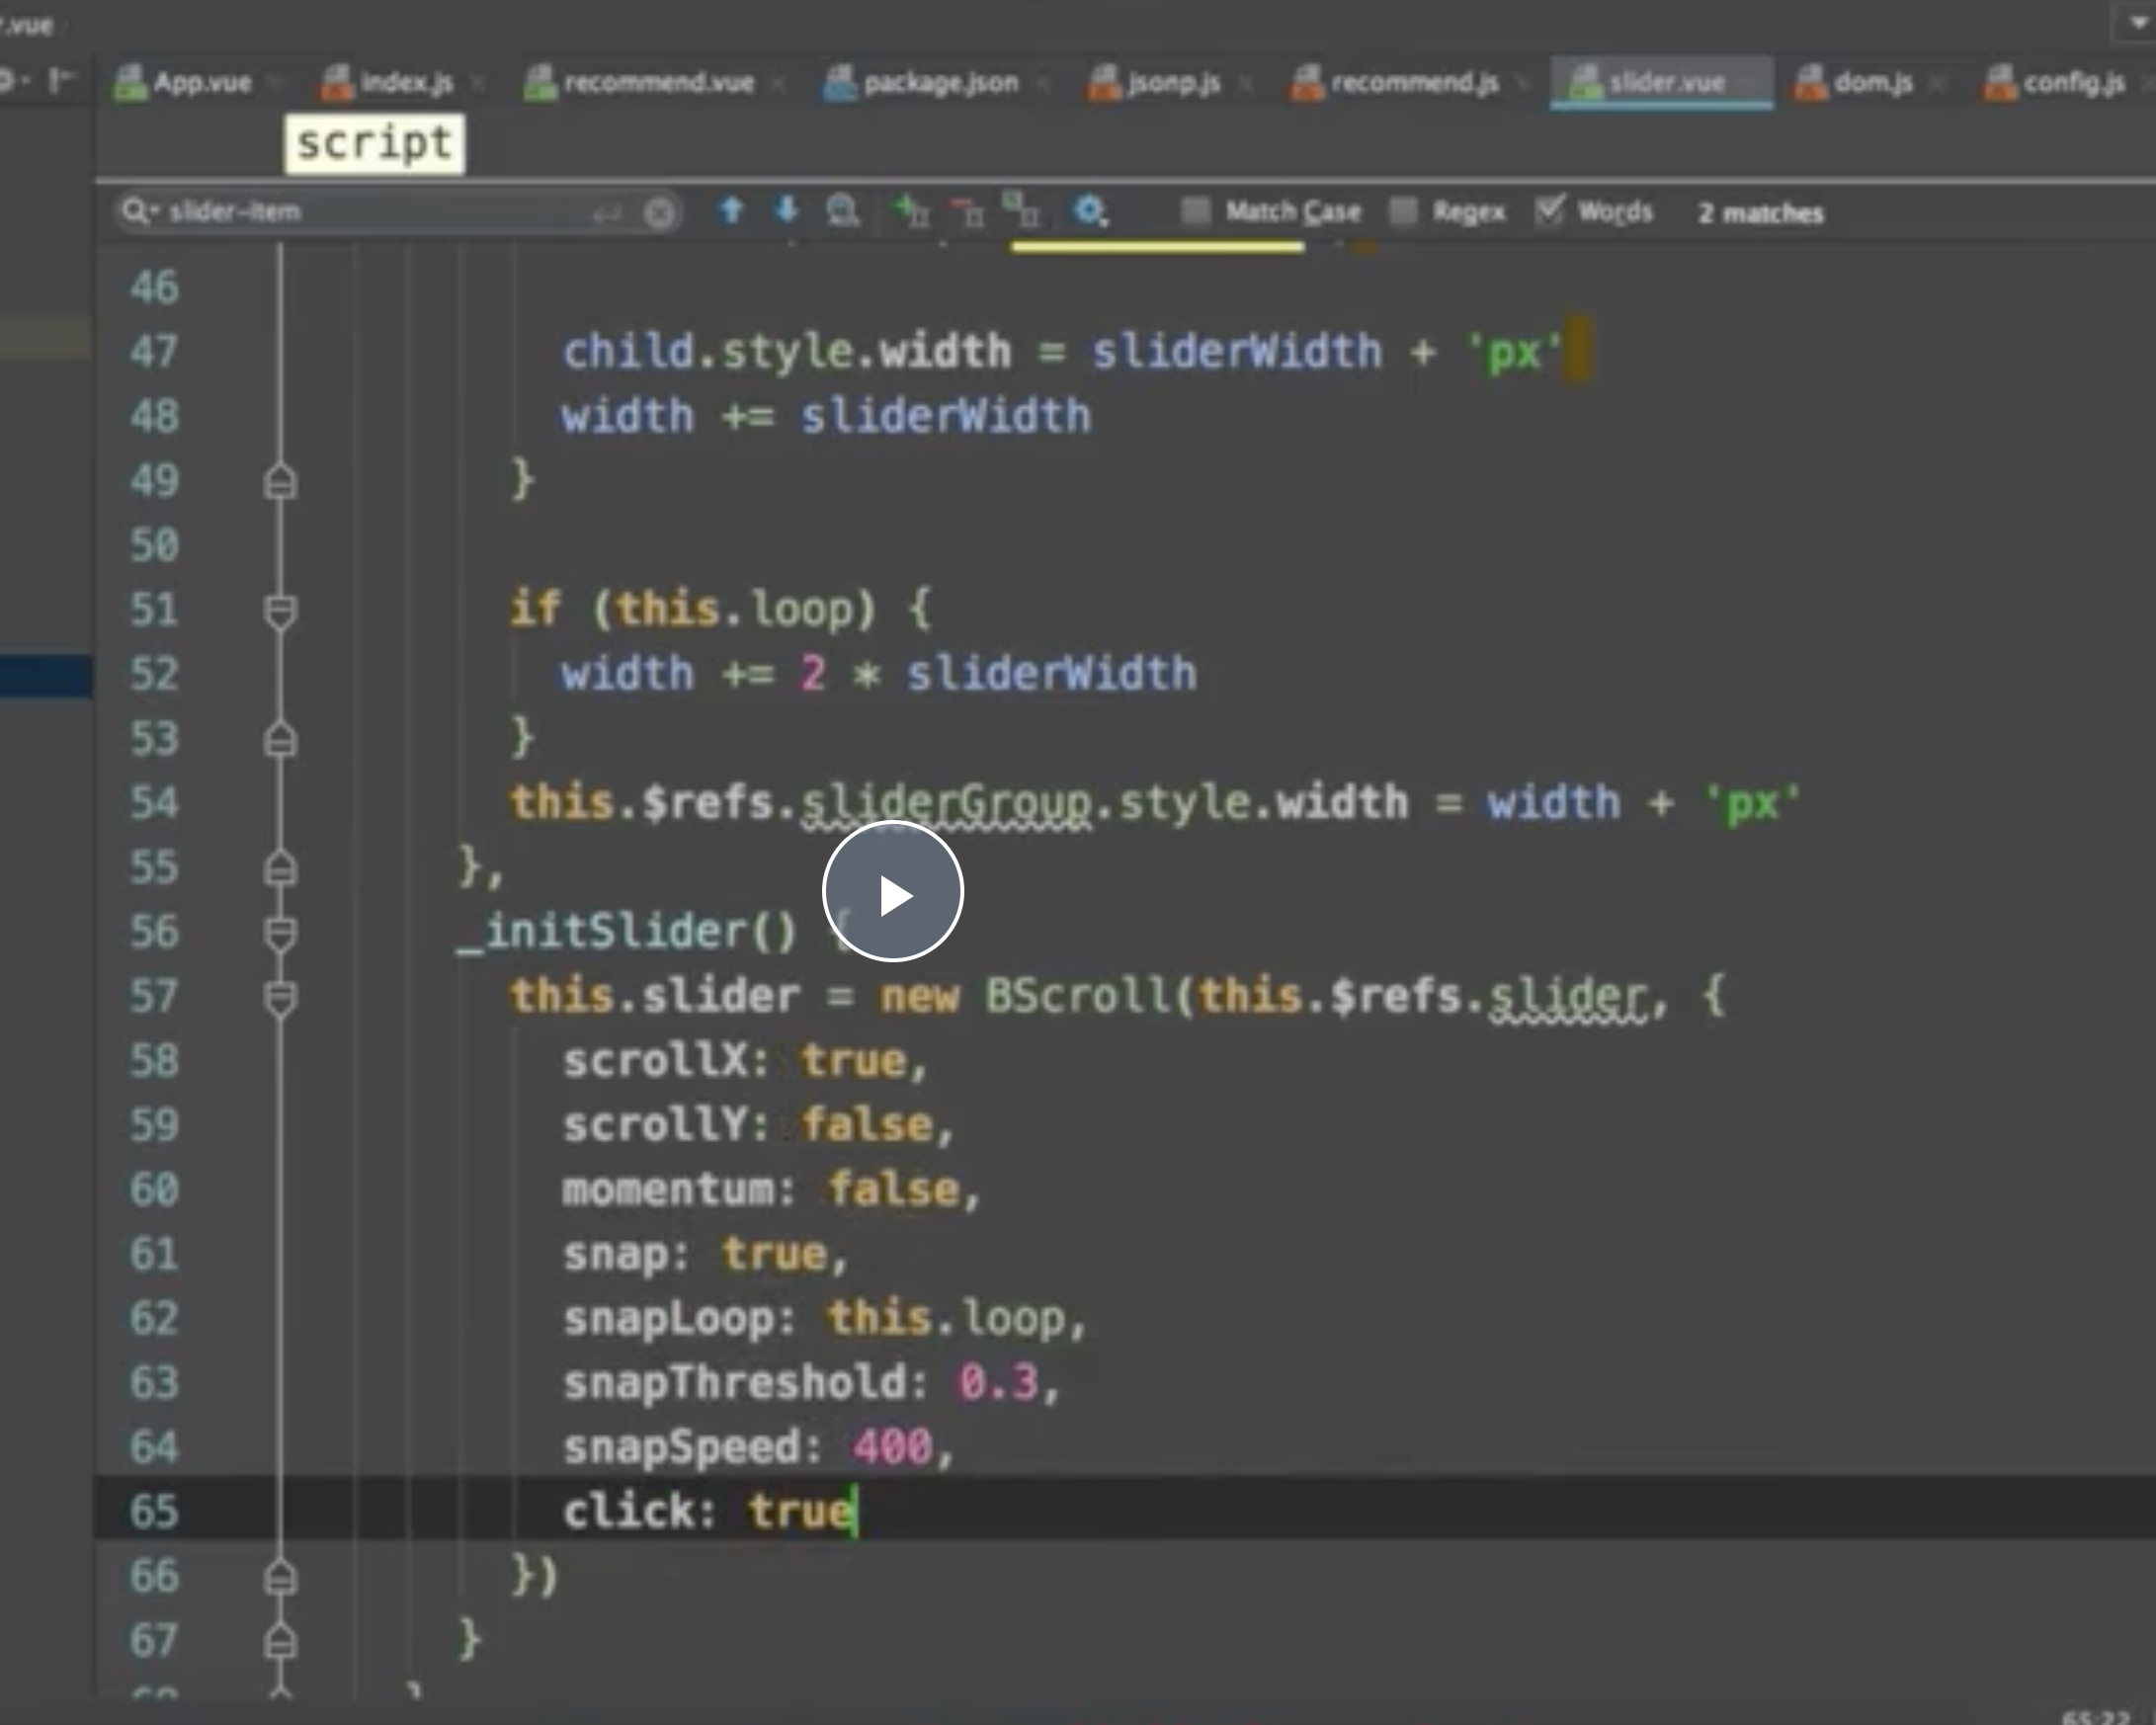 .vue
App.vue index.js recommend.vue package.json jsonp.js recommend.js slider.vue dom.js config.js
script
slider-item Match Case Regex Words 2 matches
46
47 child.style.width = sliderWidth + 'px'
48 width += sliderWidth
49 }
50
51 if (this.loop) {
52 width += 2 * sliderWidth
53 }
54 this.$refs.sliderGroup.style.width = width + 'px'
55 },
56 _initSlider() {
57 this.slider = new BScroll(this.$refs.slider, {
58 scrollX: true,
59 scrollY: false,
60 momentum: false,
61 snap: true,
62 snapLoop: this.loop,
63 snapThreshold: 0.3,
64 snapSpeed: 400,
65 click: true
66 })
67 }